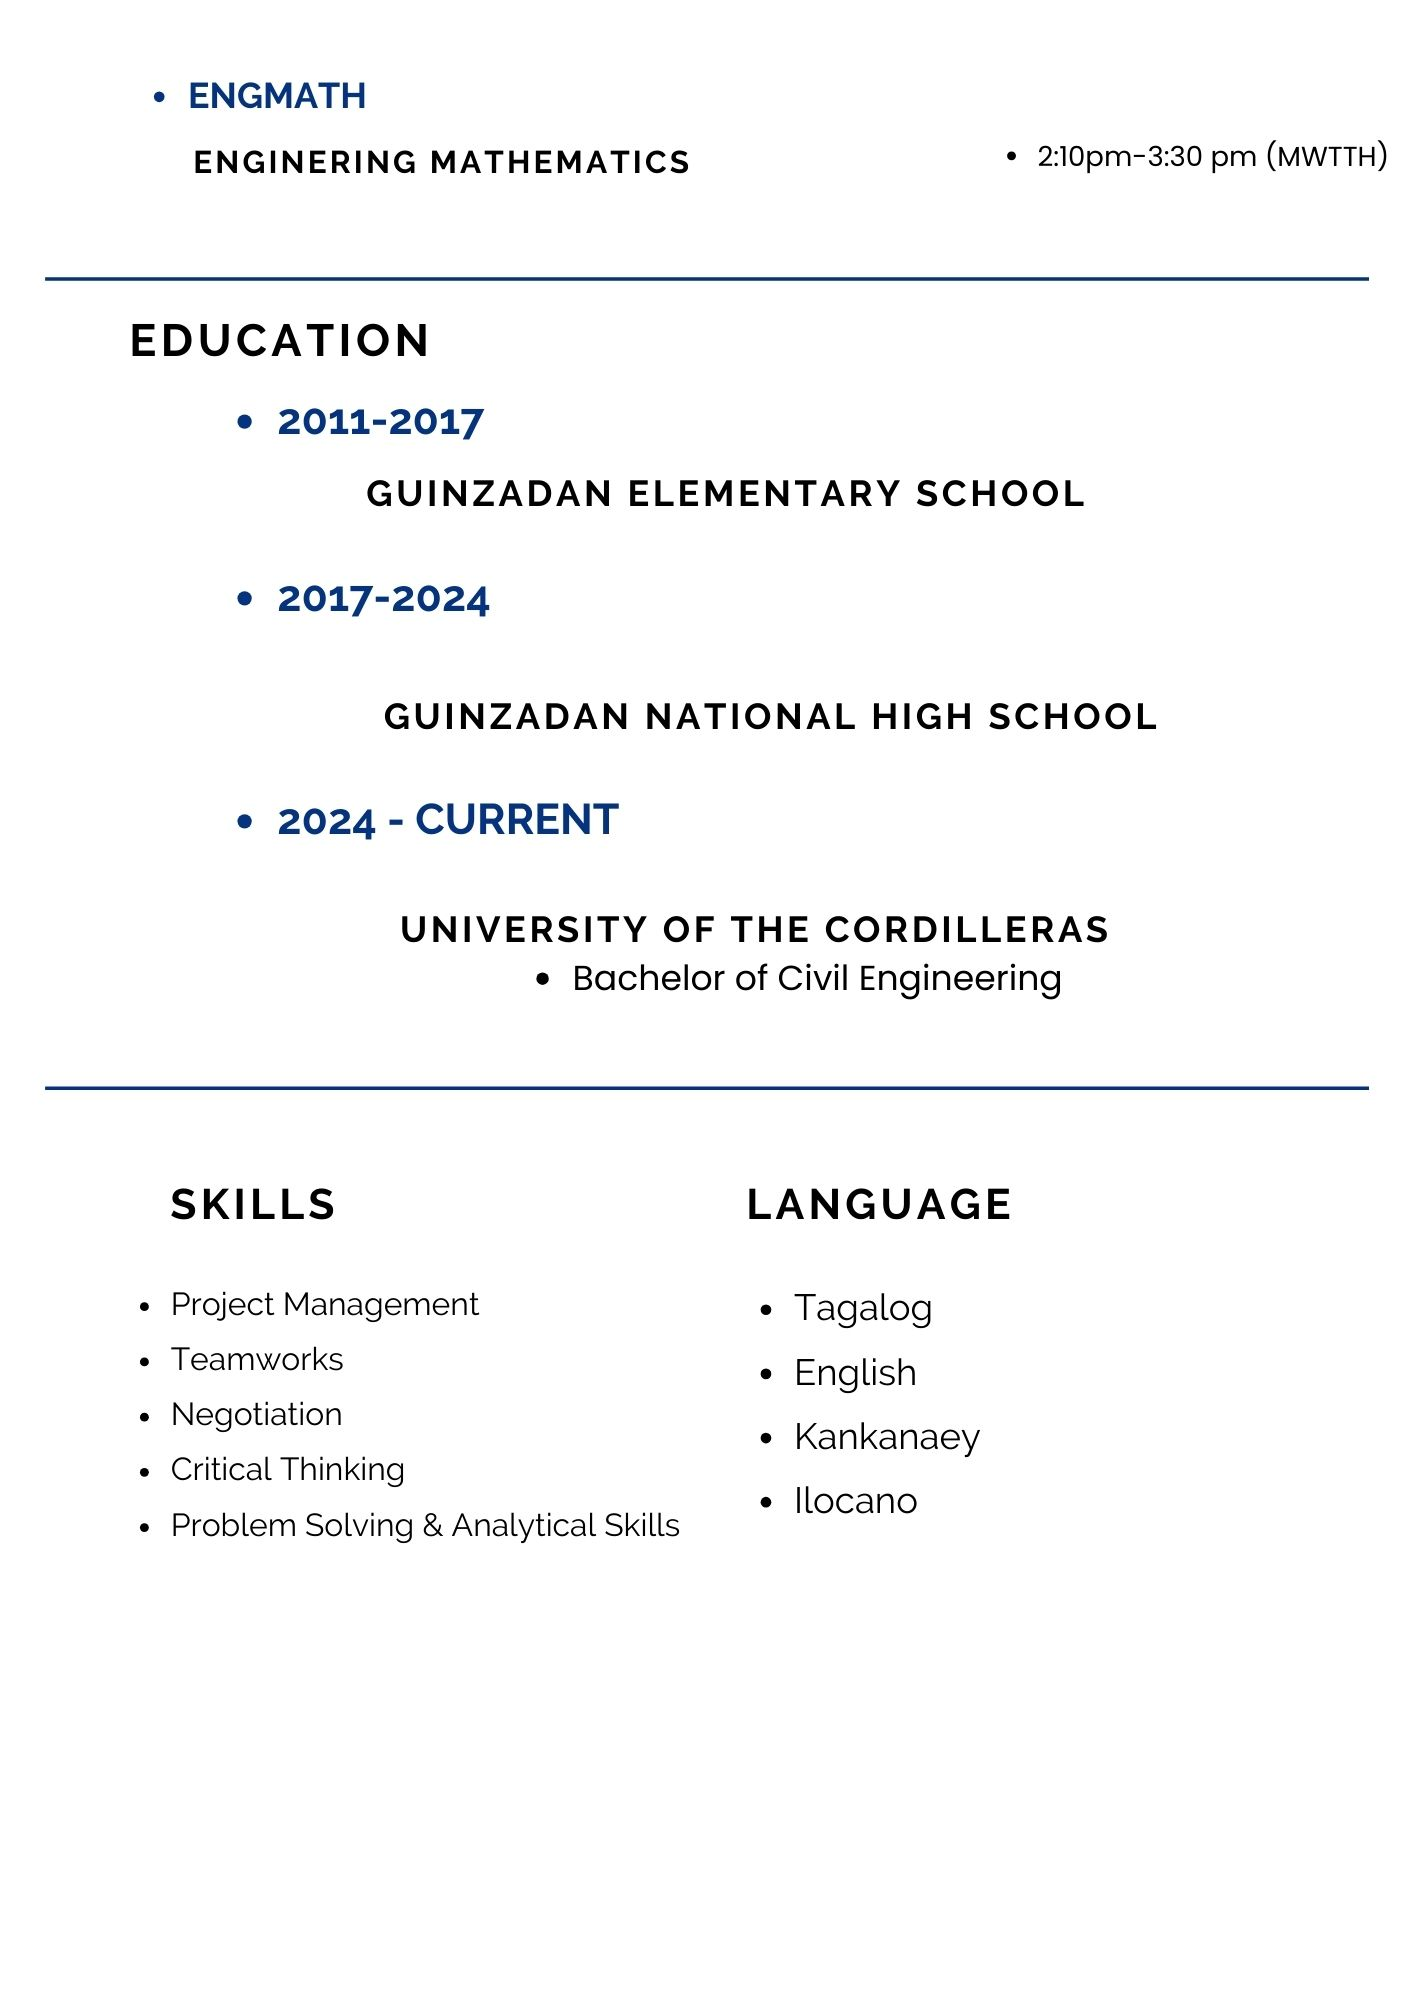 • ENGMATH
ENGINERING MATHEMATICS
• 2:10pm-3:30 pm (MWTTH)
EDUCATION
• 2011-2017
GUINZADAN ELEMENTARY SCHOOL
• 2017-2024
GUINZADAN NATIONAL HIGH SCHOOL
• 2024 - CURRENT
UNIVERSITY OF THE CORDILLERAS
• Bachelor of Civil Engineering
SKILLS
• Project Management
• Teamworks
• Negotiation
• Critical Thinking
• Problem Solving & Analytical Skills
LANGUAGE
• Tagalog
• English
• Kankanaey
• Ilocano